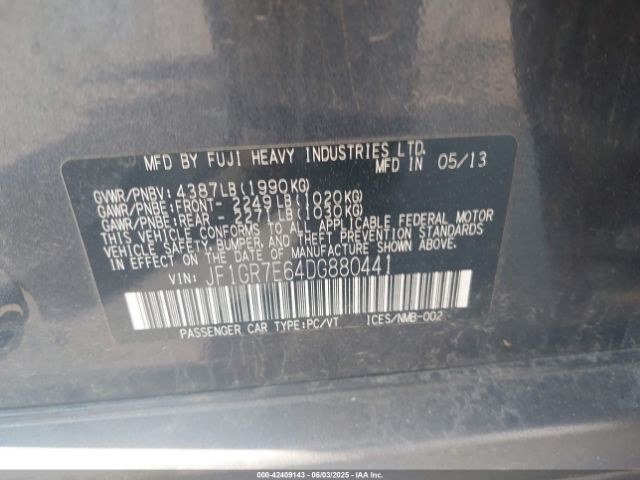 MFD BY FUJI HEAVY INDUSTRIES LTD.
MFD IN 05/13
GVWR/PNBV: 4387LB(1990KG)
GAWR/PNBE:FRONT- 2249LB(1020KG)
GAWR/PNBE:REAR - 2271LB(1030KG)
THIS VEHICLE CONFORMS TO ALL APPLICABLE FEDERAL MOTOR
VEHICLE SAFETY, BUMPER, AND THEFT PREVENTION STANDARDS
IN EFFECT ON THE DATE OF MANUFACTURE SHOWN ABOVE.
VIN: JF1GR7E64DG880441
PASSENGER CAR TYPE:PC/VT ICES/NMB-002
000-42409143 - 06/03/2025 - IAAI.COM